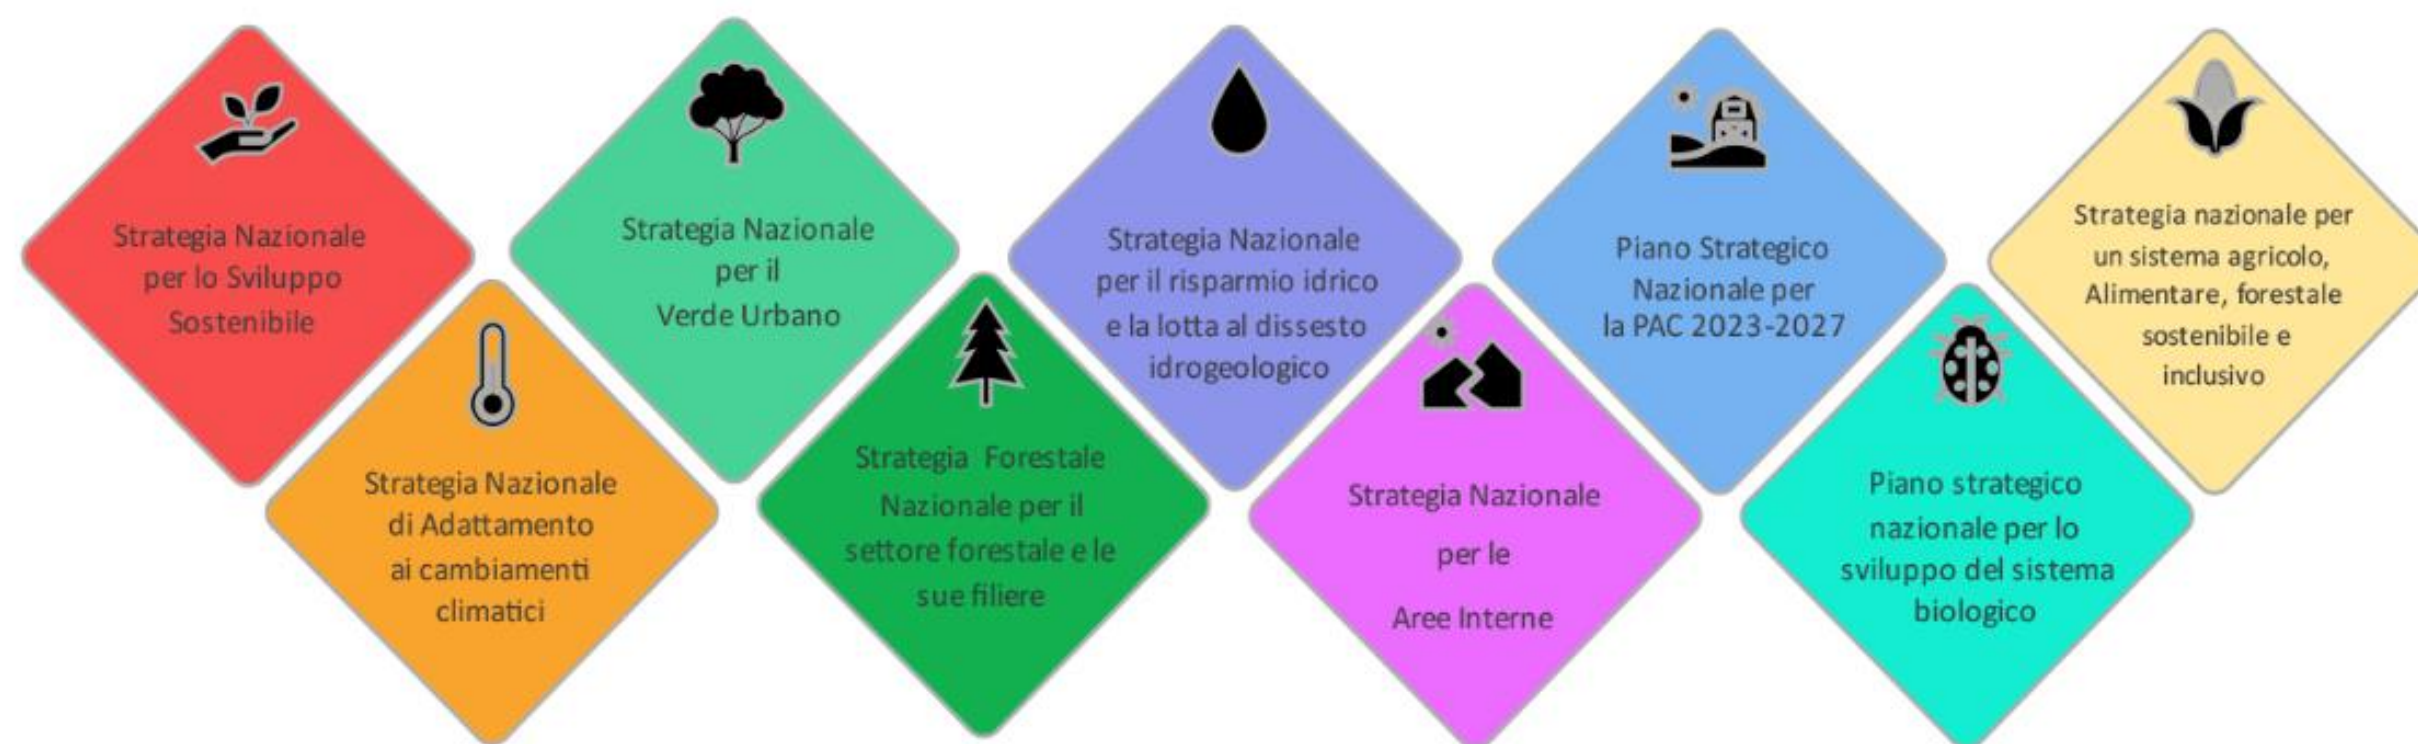 Strategia Nazionale
per lo Sviluppo
Sostenibile
Strategia Nazionale
di Adattamento
ai cambiamenti
climatici
Strategia Nazionale
per il
Verde Urbano
Strategia Forestale
Nazionale per il
settore forestale e le
sue filiere
Strategia Nazionale
per il risparmio idrico
e la lotta al dissesto
idrogeologico
Strategia Nazionale
per le
Aree Interne
Piano Strategico
Nazionale per
la PAC 2023-2027
Piano strategico
nazionale per lo
sviluppo del sistema
biologico
Strategia nazionale per
un sistema agricolo,
Alimentare, forestale
sostenibile e
inclusivo